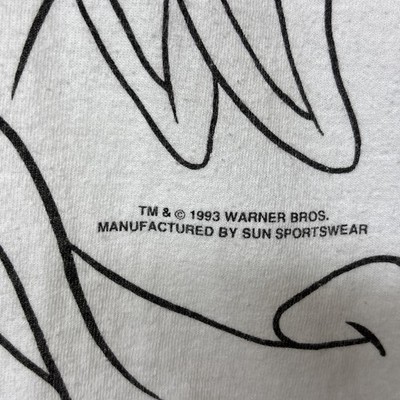 TM & © 1993 WARNER BROS.
MANUFACTURED BY SUN SPORTSWEAR